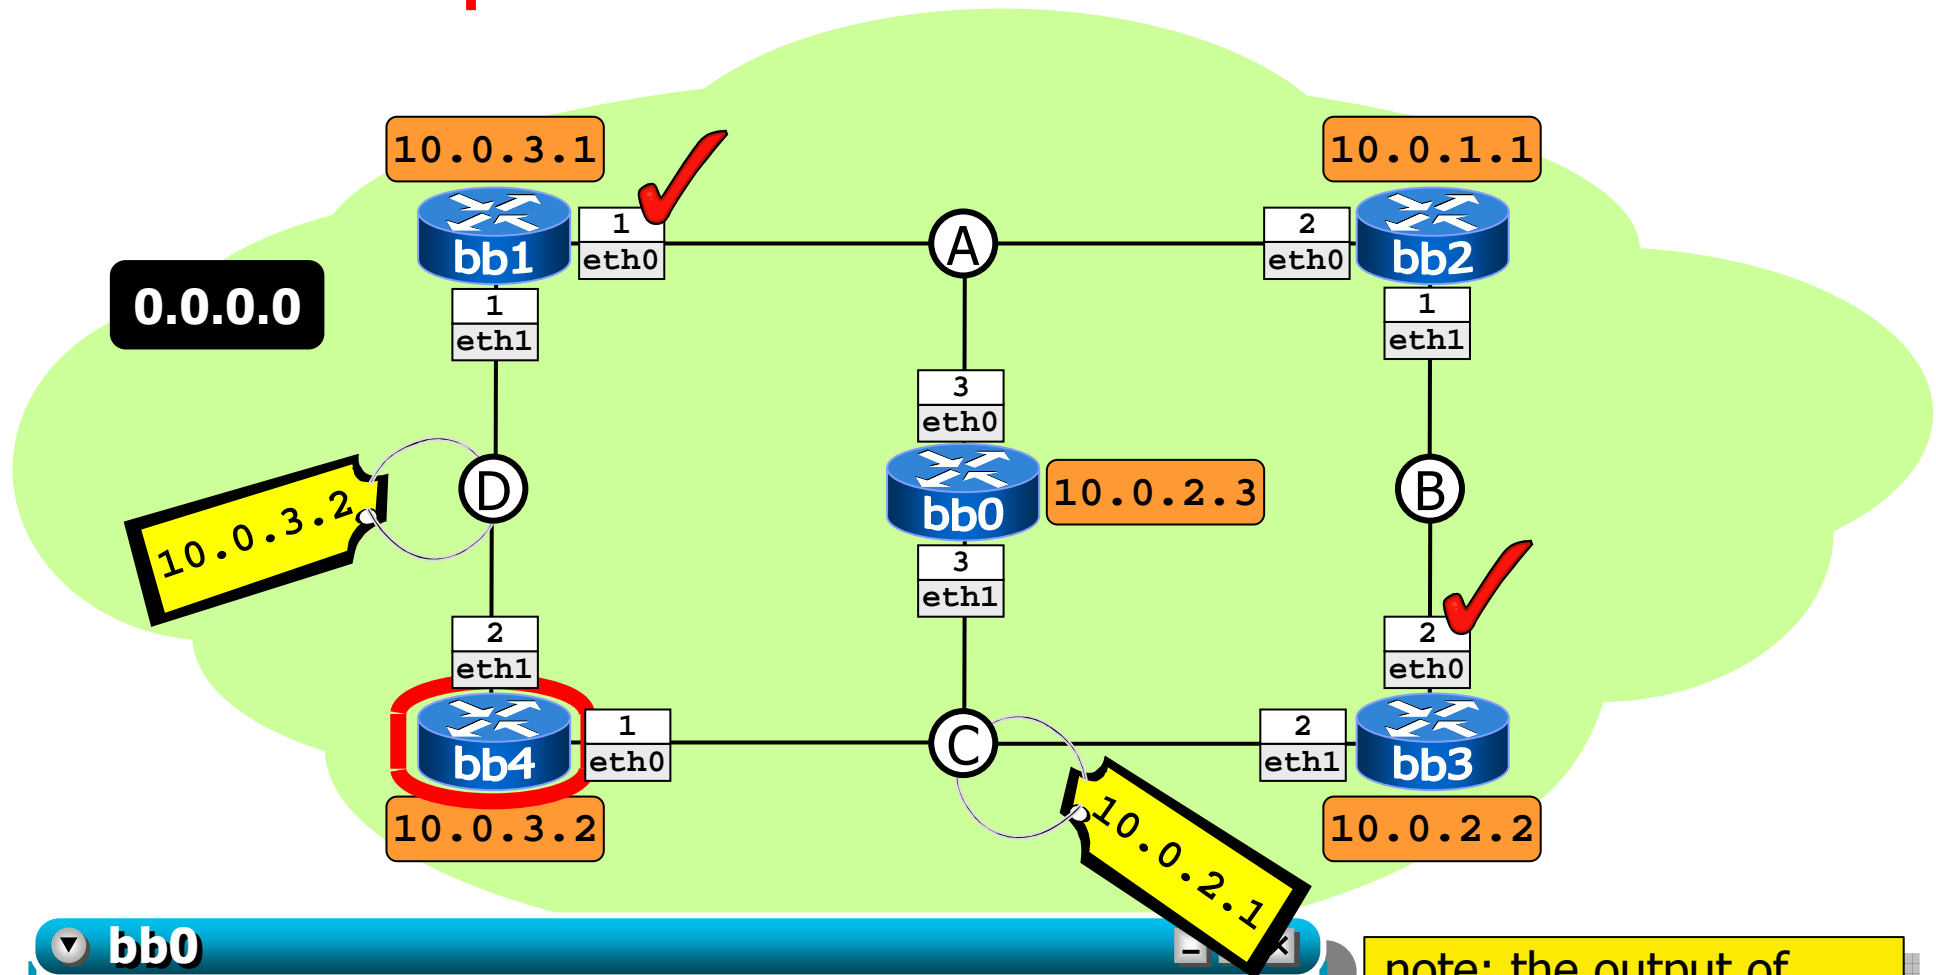 10.0.3.1
10.0.1.1
1
eth0
bb1
A
2
eth0
bb2
0.0.0.0
1
eth1
1
eth1
3
eth0
10.0.3.2
D
bb0
10.0.2.3
B
3
eth1
2
eth1
2
eth0
bb4
1
eth0
C
2
eth1
bb3
10.0.3.2
10.0.2.1
10.0.2.2
bb0
note: the output of